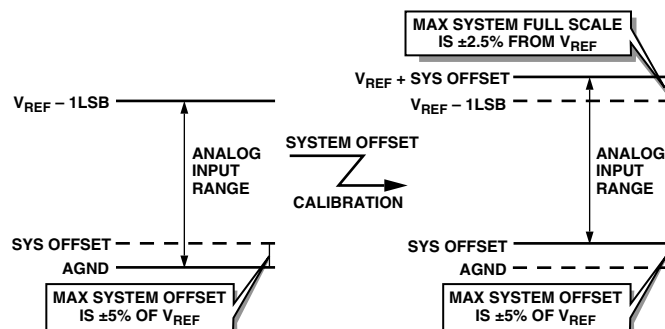 MAX SYSTEM FULL SCALE
IS ±2.5% FROM VREF
VREF + SYS OFFSET
VREF – 1LSB
VREF – 1LSB
SYSTEM OFFSET
ANALOG
INPUT
RANGE
ANALOG
INPUT
RANGE
CALIBRATION
SYS OFFSET
SYS OFFSET
AGND
AGND
MAX SYSTEM OFFSET
IS ±5% OF VREF
MAX SYSTEM OFFSET
IS ±5% OF VREF